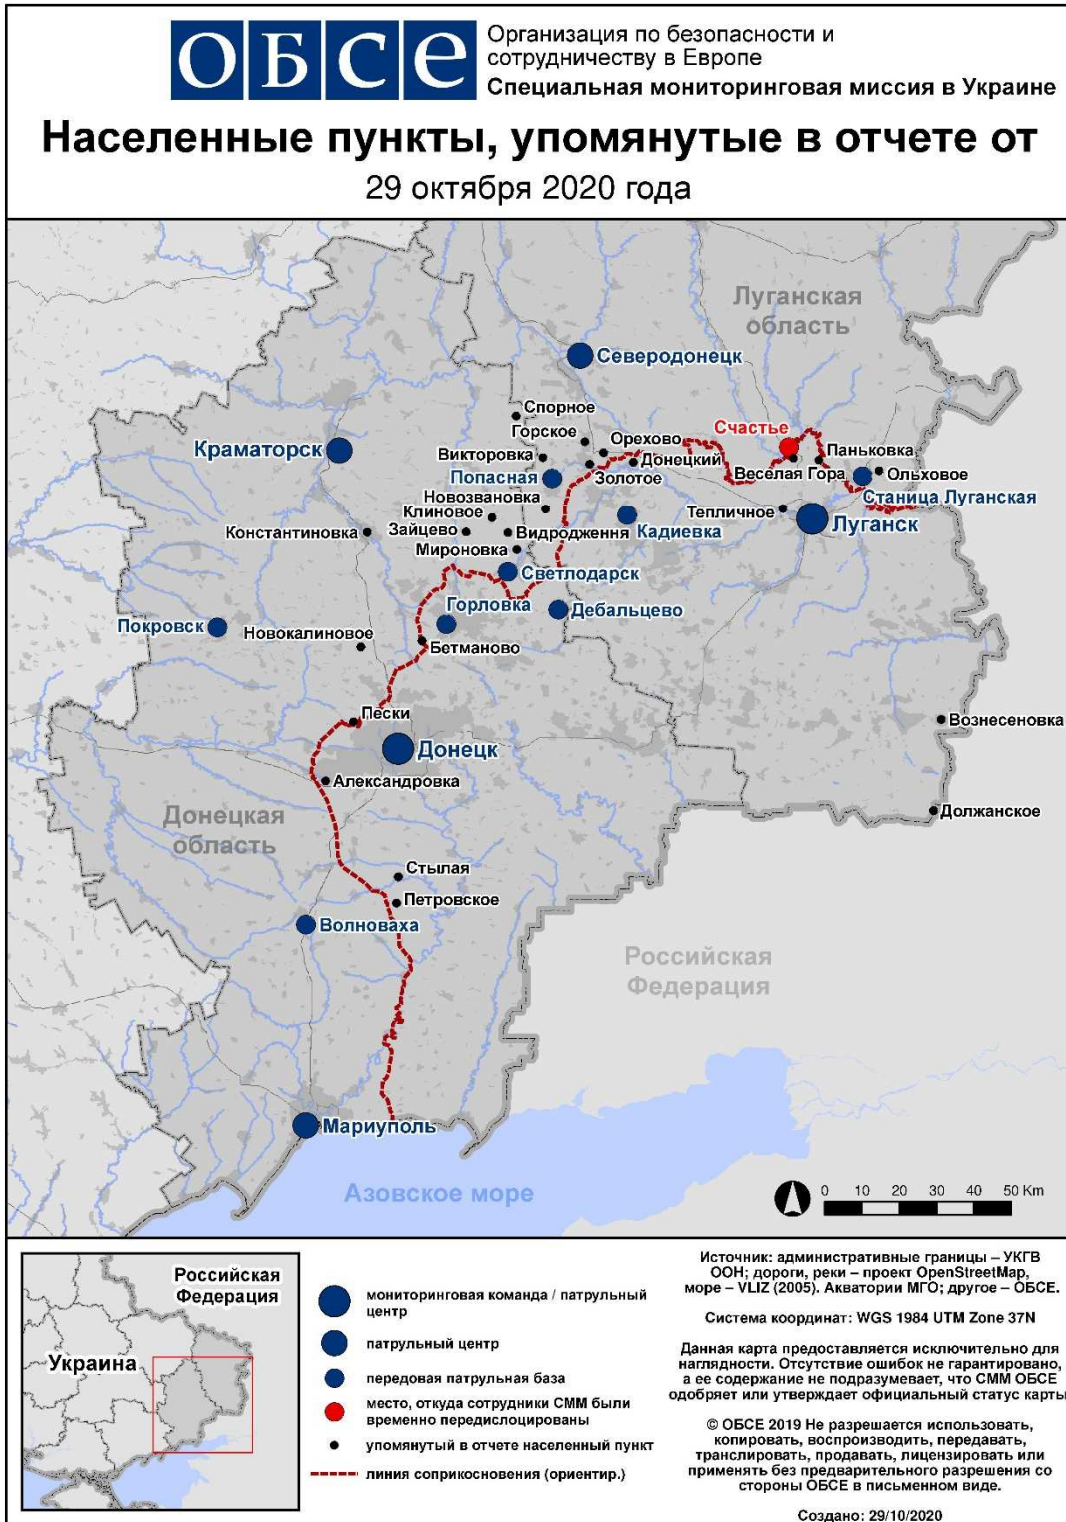 ОБСЕ
Организация по безопасности и
сотрудничеству в Европе
Специальная мониторинговая миссия в Украине
Населенные пункты, упомянутые в отчете от
29 октября 2020 года
Луганская
область
Северодонецк
Спорное
Горское
Орехово
Счастье
Краматорск
Викторовка
Донецкий
Паньковка
Попасная
Золотое
Веселая Гора
Ольховое
Новозвановка
Станица Луганская
Клиновое
Тепличное
Константиновка
Зайцево
Видродження
Кадиевка
Луганск
Мироновка
Светлодарск
Горловка
Дебальцево
Покровск
Новокалиновое
Бетманово
Пески
Вознесеновка
Донецк
Александровка
Должанское
Донецкая
область
Стылая
Петровское
Волноваха
Российская
Федерация
Мариуполь
Азовское море
0 10 20 30 40 50 Km
Российская
Федерация
Украина
мониторинговая команда / патрульный
центр
патрульный центр
передовая патрульная база
место, откуда сотрудники СММ были
временно передислоцированы
упомянутый в отчете населенный пункт
линия соприкосновения (ориентир.)
Источник: административные границы – УКГВ
ООН; дороги, реки – проект OpenStreetMap,
море – VLIZ (2005). Акватории МГО; другое – ОБСЕ.
Система координат: WGS 1984 UTM Zone 37N
Данная карта предоставляется исключительно для
наглядности. Отсутствие ошибок не гарантировано,
а ее содержание не подразумевает, что СММ ОБСЕ
одобряет или утверждает официальный статус карты
© ОБСЕ 2019 Не разрешается использовать,
копировать, воспроизводить, передавать,
транслировать, продавать, лицензировать или
применять без предварительного разрешения со
стороны ОБСЕ в письменном виде.
Создано: 29/10/2020